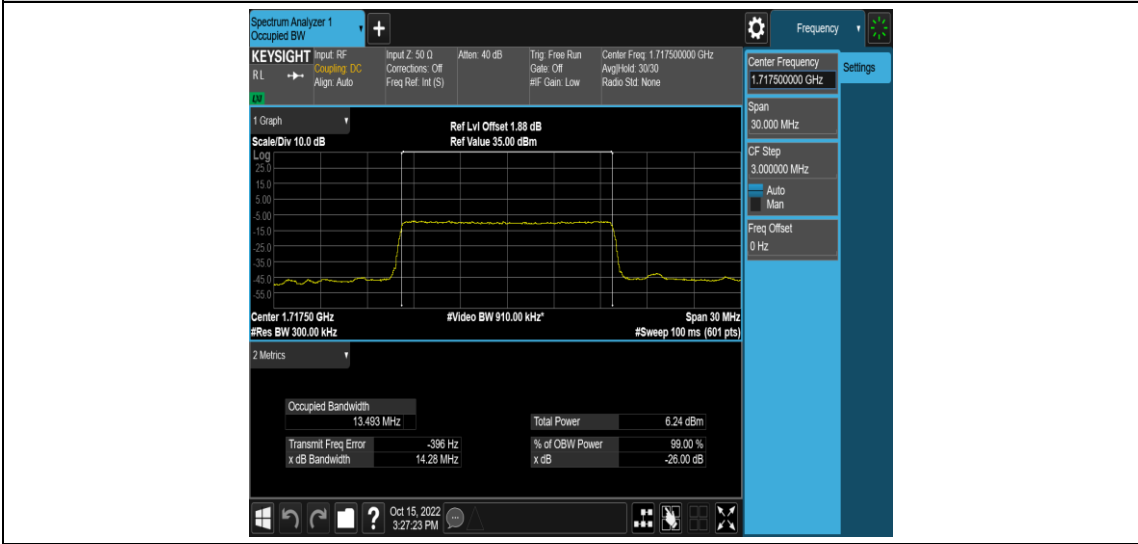 Spectrum Analyzer 1
Occupied BW
Frequency
KEYSIGHT
RL
LXI
Input: RF
Coupling: DC
Align: Auto
Input Z: 50 Ω
Corrections: Off
Freq Ref: Int (S)
Atten: 40 dB
Trig: Free Run
Gate: Off
#IF Gain: Low
Center Freq: 1.717500000 GHz
Avg|Hold: 30/30
Radio Std: None
Center Frequency
1.717500000 GHz
Settings
Span
30.000 MHz
CF Step
3.000000 MHz
Auto
Man
Freq Offset
0 Hz
1 Graph
Scale/Div 10.0 dB
Ref Lvl Offset 1.88 dB
Ref Value 35.00 dBm
Log
25.0
15.0
5.00
-5.00
-15.0
-25.0
-35.0
-45.0
-55.0
Center 1.71750 GHz
#Video BW 910.00 kHz*
Span 30 MHz
#Res BW 300.00 kHz
#Sweep 100 ms (601 pts)
2 Metrics
Occupied Bandwidth
13.493 MHz
Total Power 6.24 dBm
Transmit Freq Error -396 Hz
% of OBW Power 99.00 %
x dB Bandwidth 14.28 MHz
x dB -26.00 dB
?
Oct 15, 2022
3:27:23 PM